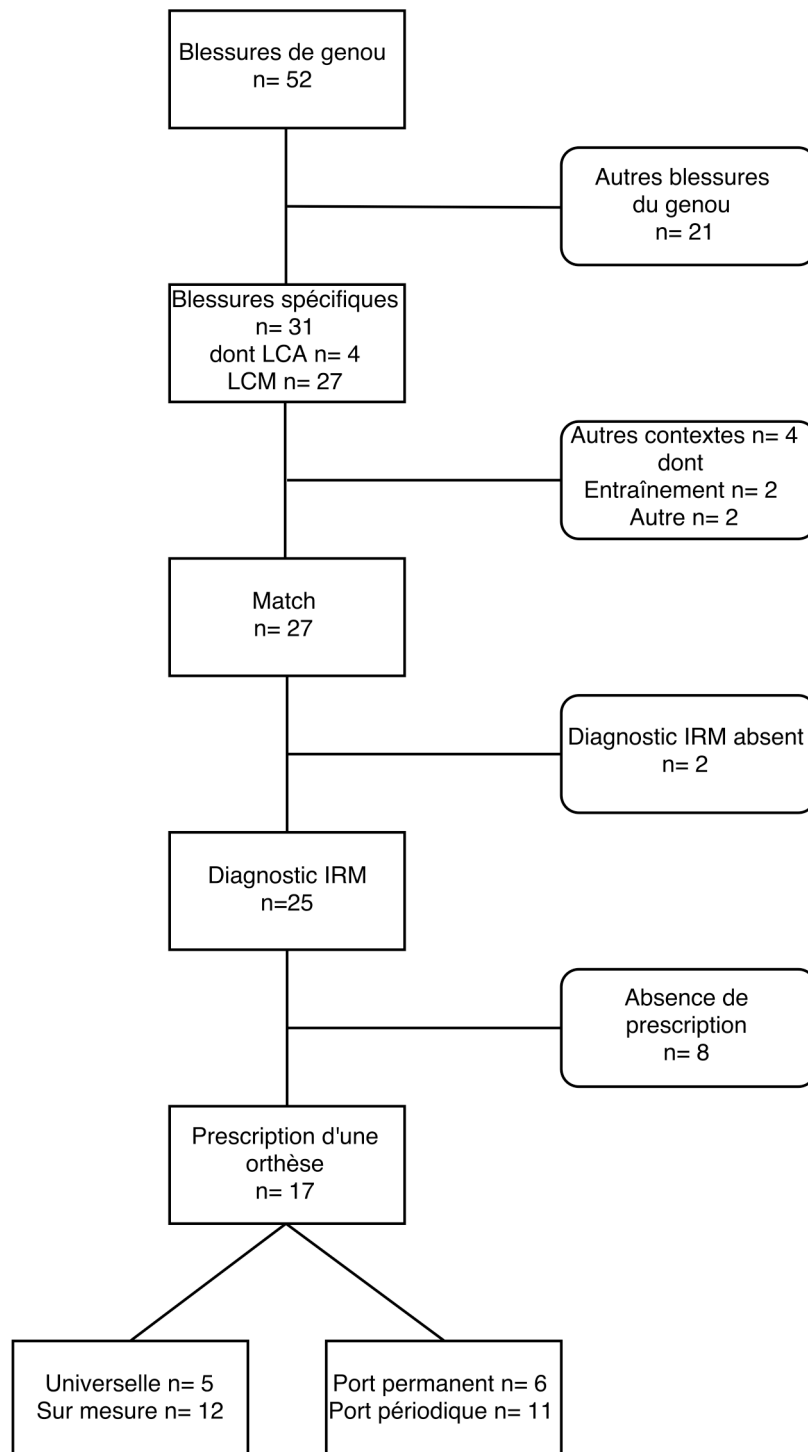 Blessures de genou
n= 52
Autres blessures
du genou
n= 21
Blessures spécifiques
n= 31
dont LCA n= 4
LCM n= 27
Autres contextes n= 4
dont
Entraînement n= 2
Autre n= 2
Match
n= 27
Diagnostic IRM absent
n= 2
Diagnostic IRM
n=25
Absence de
prescription
n= 8
Prescription d'une
orthèse
n= 17
Universelle n= 5
Sur mesure n= 12
Port permanent n= 6
Port périodique n= 11